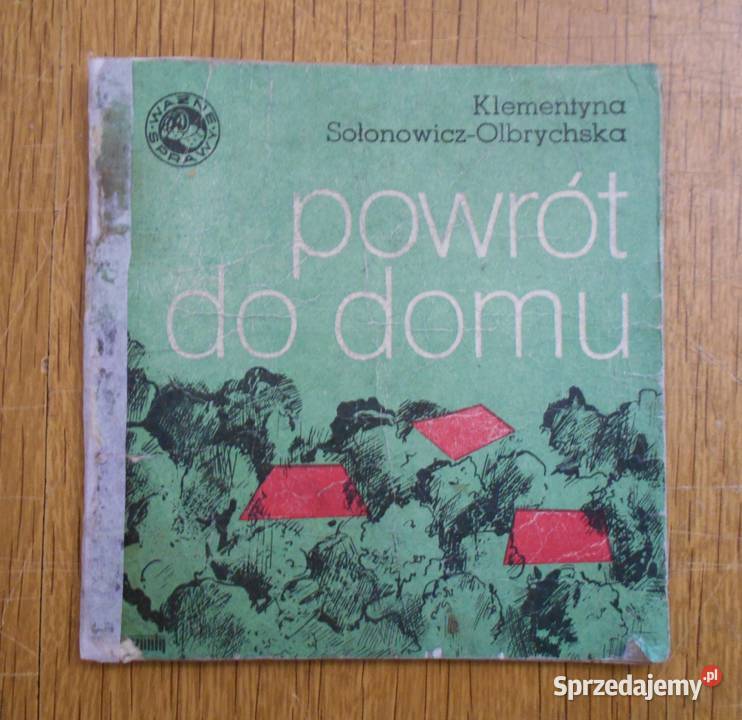 WAŻNE SPRAWY
Klementyna
Sołonowicz-Olbrychska
powrót
do domu
Sprzedajemy.pl